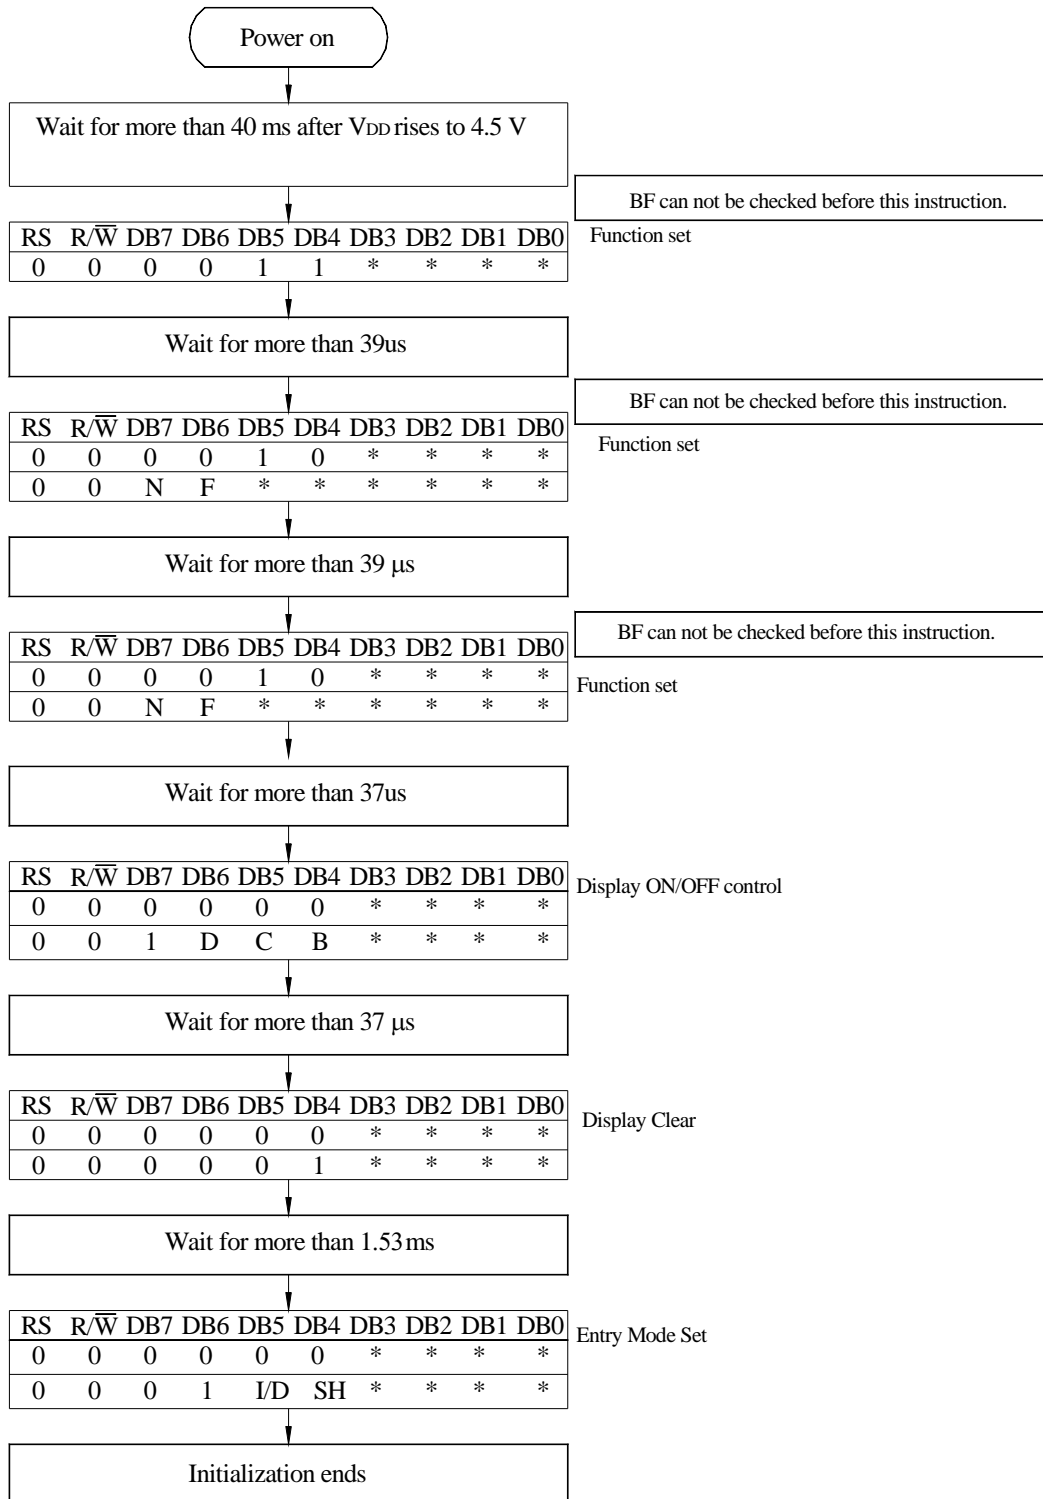 Power on
Wait for more than 40 ms after VDD rises to 4.5 V
BF can not be checked before this instruction.
RS R/W̅ DB7 DB6 DB5 DB4 DB3 DB2 DB1 DB0
Function set
0 0 0 0 1 1 * * * *
Wait for more than 39us
BF can not be checked before this instruction.
RS R/W̅ DB7 DB6 DB5 DB4 DB3 DB2 DB1 DB0
Function set
0 0 0 0 1 0 * * * *
0 0 N F * * * * * *
Wait for more than 39 μs
BF can not be checked before this instruction.
RS R/W̅ DB7 DB6 DB5 DB4 DB3 DB2 DB1 DB0
0 0 0 0 1 0 * * * *
Function set
0 0 N F * * * * * *
Wait for more than 37us
RS R/W̅ DB7 DB6 DB5 DB4 DB3 DB2 DB1 DB0
Display ON/OFF control
0 0 0 0 0 0 * * * *
0 0 1 D C B * * * *
Wait for more than 37 μs
RS R/W̅ DB7 DB6 DB5 DB4 DB3 DB2 DB1 DB0
Display Clear
0 0 0 0 0 0 * * * *
0 0 0 0 0 1 * * * *
Wait for more than 1.53ms
RS R/W̅ DB7 DB6 DB5 DB4 DB3 DB2 DB1 DB0
Entry Mode Set
0 0 0 0 0 0 * * * *
0 0 0 1 I/D SH * * * *
Initialization ends